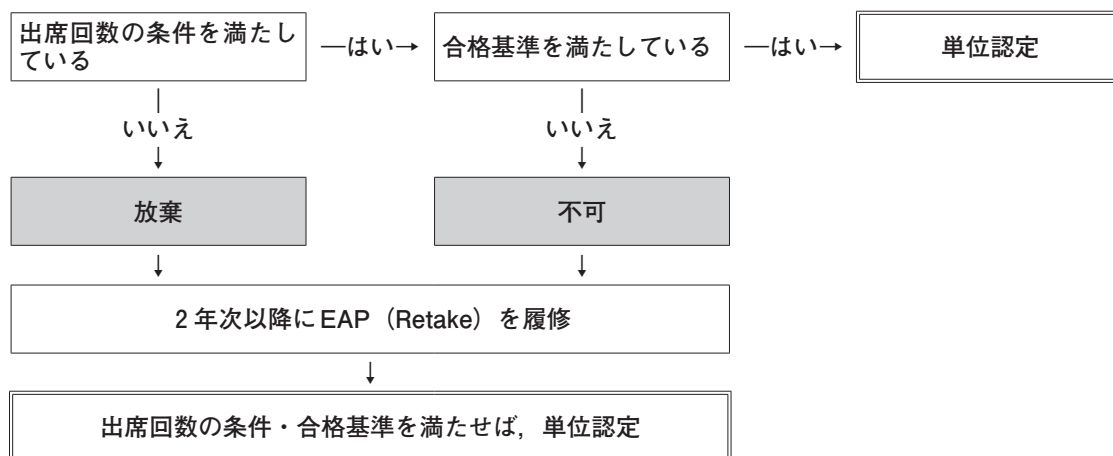 出席回数の条件を満たし
ている
―はい→
合格基準を満たしている
―はい→
単位認定
いいえ
いいえ
放棄
不可
2年次以降にEAP（Retake）を履修
出席回数の条件・合格基準を満たせば，単位認定